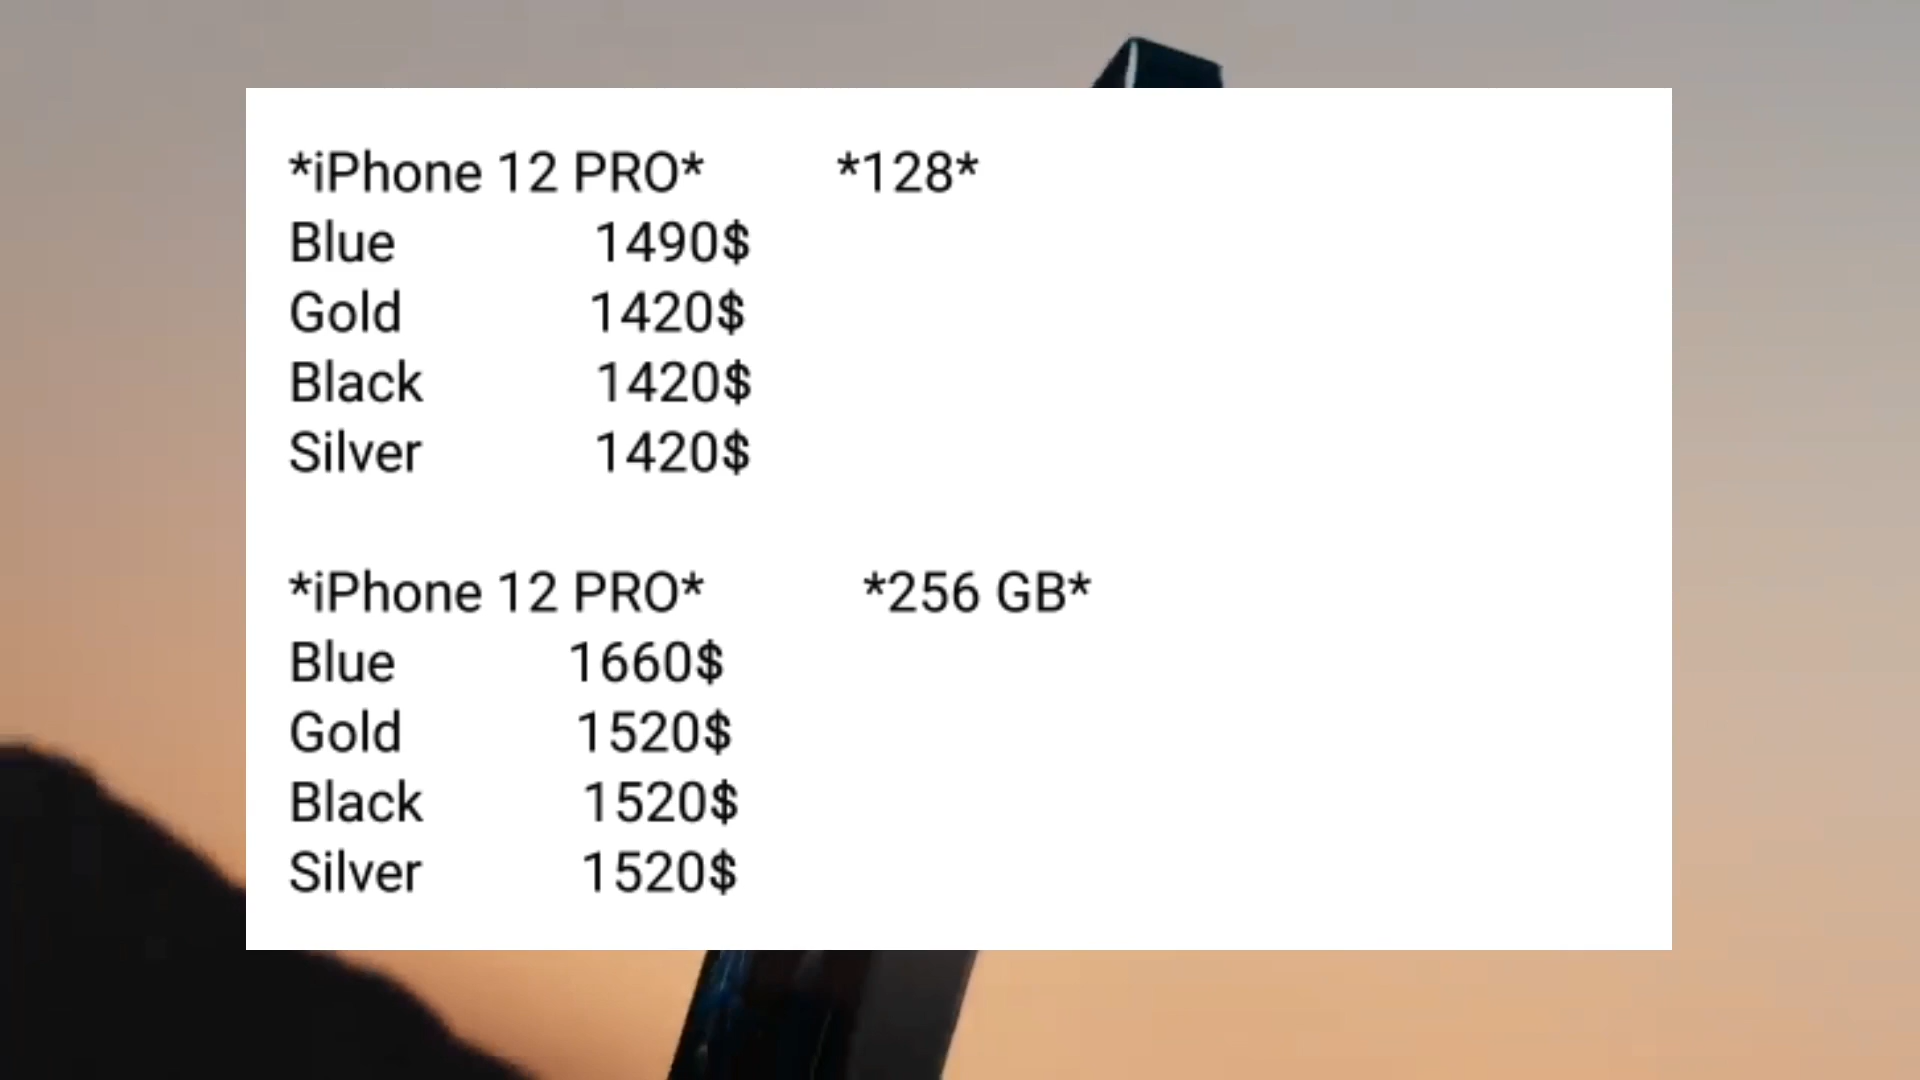 *iPhone 12 PRO* *128*
Blue 1490$
Gold 1420$
Black 1420$
Silver 1420$
*iPhone 12 PRO* *256 GB*
Blue 1660$
Gold 1520$
Black 1520$
Silver 1520$